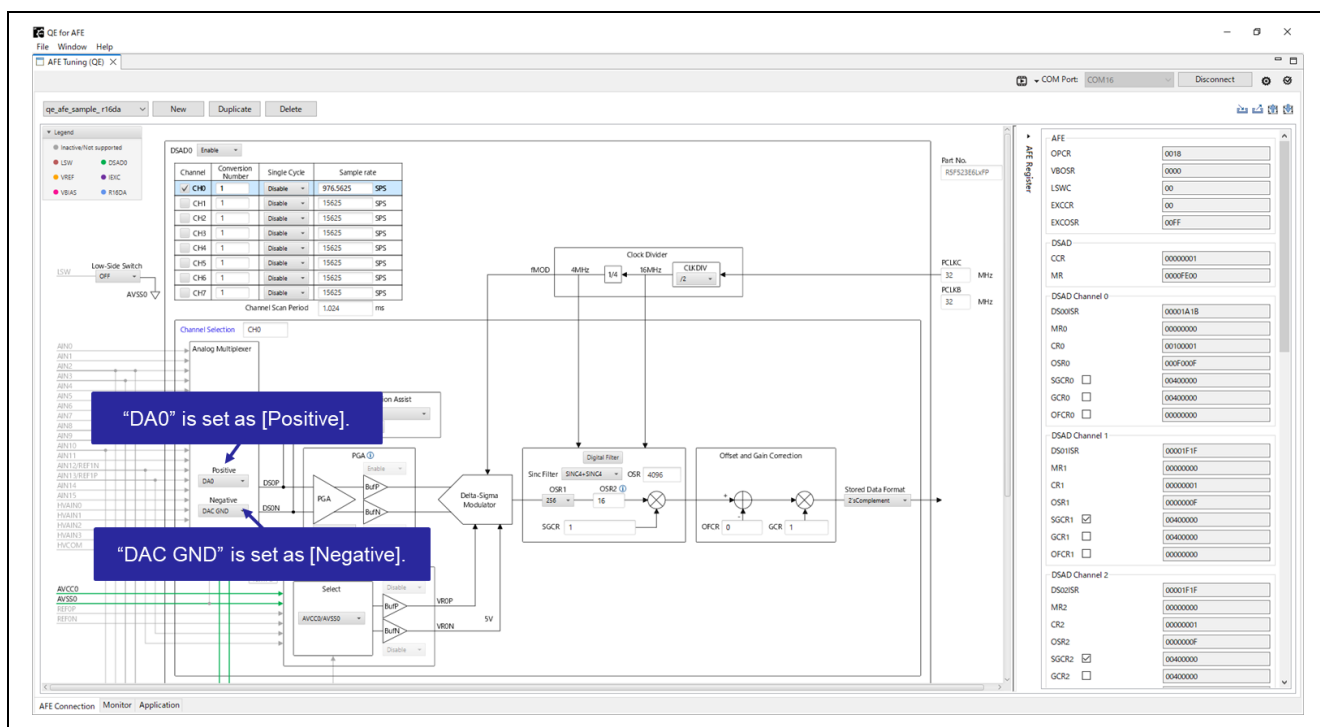 QE for AFE
File Window Help
AFE Tuning (QE)
COM Port: COM16 Disconnect
qe_afe_sample_ r16da New Duplicate Delete
Legend
Inactive/Not supported
LSW DSAD0
VREF IEXC
VBIAS R16DA
DSAD0 Enable
Channel Conversion Number Single Cycle Sample rate
CH0 1 Disable 976.5625 SPS
CH1 1 Disable 15625 SPS
CH2 1 Disable 15625 SPS
CH3 1 Disable 15625 SPS
CH4 1 Disable 15625 SPS
CH5 1 Disable 15625 SPS
CH6 1 Disable 15625 SPS
CH7 1 Disable 15625 SPS
Channel Scan Period 1.024 ms
Low-Side Switch
LSW OFF
AVSS0
Clock Divider
fMOD 4MHz 1/4 16MHz CLKDIV
/2
Part No.
R5F523E6LxFP
PCLKC
32 MHz
PCLKB
32 MHz
Channel Selection CH0
Analog Multiplexer
AIN0
AIN1
AIN2
AIN3
AIN4
AIN5
AIN6
AIN7
AIN8
AIN9
AIN10
AIN11
AIN12/REF1N
AIN13/REF1P
AIN14
AIN15
HVAIN0
HVAIN1
HVAIN2
HVAIN3
HVCOM
on Assist
“DA0” is set as [Positive].
Positive
DA0
Negative
DAC GND
DS0P
DS0N
PGA
Enable
PGA
BufP
BufN
“DAC GND” is set as [Negative].
Delta-Sigma
Modulator
Digital Filter
Sinc Filter SINC4+SINC4 OSR 4096
OSR1 OSR2
256 16
SGCR 1
Offset and Gain Correction
+
-
OFCR 0 GCR 1
Stored Data Format
2'sComplement
AVCC0
AVSS0
REF0P
REF0N
Select
AVCC0/AVSS0
Disable
BufP
VR0P
BufN
VR0N
5V
Disable
AFE Register
AFE
OPCR 001B
VBOSR 0000
LSWC 00
EXCCR 00
EXCOSR 00FF
DSAD
CCR 00000001
MR 0000FE00
DSAD Channel 0
DS00ISR 00001A1B
MR0 00000000
CR0 00100001
OSR0 000F000F
SGCR0 00400000
GCR0 00400000
OFCR0 00000000
DSAD Channel 1
DS01ISR 00001F1F
MR1 00000000
CR1 00000001
OSR1 0000000F
SGCR1 00400000
GCR1 00400000
OFCR1 00000000
DSAD Channel 2
DS02ISR 00001F1F
MR2 00000000
CR2 00000001
OSR2 0000000F
SGCR2 00400000
GCR2 00400000
AFE Connection Monitor Application